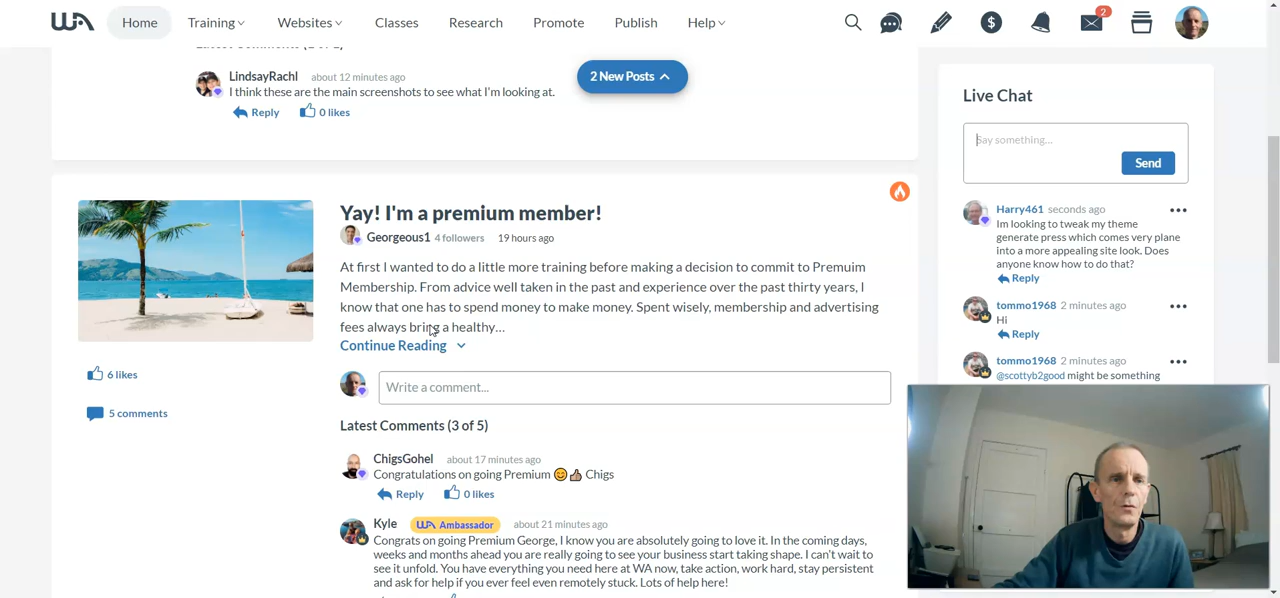 WA Home Training Websites Classes Research Promote Publish Help 2
LindsayRachl about 12 minutes ago
I think these are the main screenshots to see what I'm looking at.
Reply 0 likes
2 New Posts
Yay! I'm a premium member!
Georgeous1 4 followers 19 hours ago
At first I wanted to do a little more training before making a decision to commit to Premuim
Membership. From advice well taken in the past and experience over the past thirty years, I
know that one has to spend money to make money. Spent wisely, membership and advertising
fees always bring a healthy...
Continue Reading
6 likes
5 comments
Write a comment...
Latest Comments (3 of 5)
ChigsGohel about 17 minutes ago
Congratulations on going Premium 😊👍 Chigs
Reply 0 likes
Kyle WA Ambassador about 21 minutes ago
Congrats on going Premium George, I know you are absolutely going to love it. In the coming days,
weeks and months ahead you are really going to see your business start taking shape. I can't wait to
see it unfold. You have everything you need here at WA now, take action, work hard, stay persistent
and ask for help if you ever feel even remotely stuck. Lots of help here!
Live Chat
Say something...
Send
Harry461 seconds ago
Im looking to tweak my theme
generate press which comes very plane
into a more appealing site look. Does
anyone know how to do that?
Reply
tommo1968 2 minutes ago
Hi
Reply
tommo1968 2 minutes ago
@scottyb2good might be something